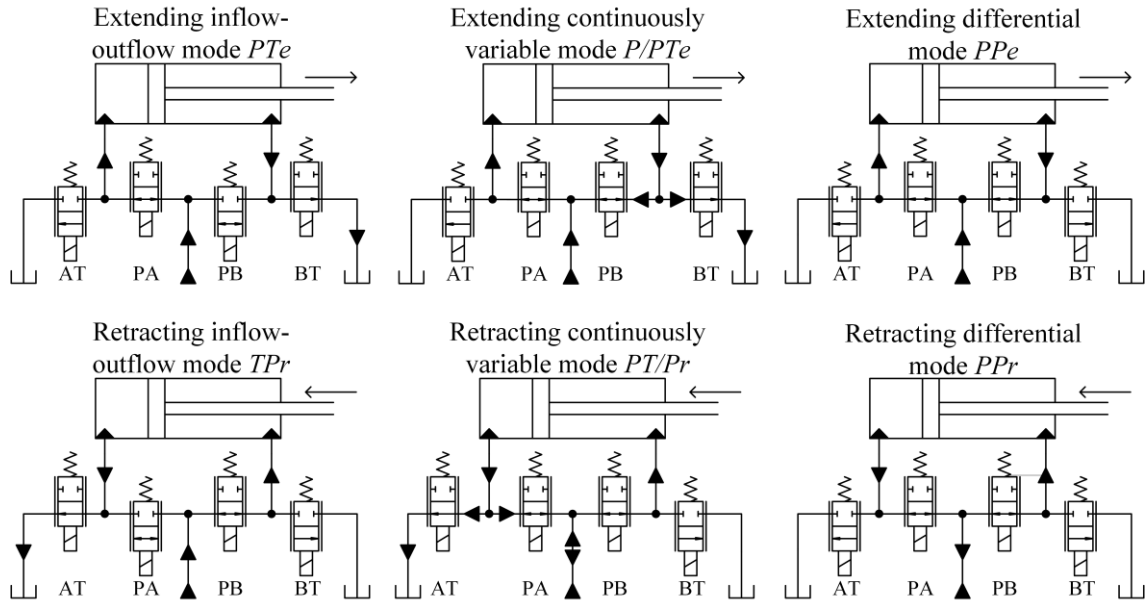 Extending inflow-
outflow mode PTe
Extending continuously
variable mode P/PTe
Extending differential
mode PPe
AT PA PB BT
AT PA PB BT
AT PA PB BT
Retracting inflow-
outflow mode TPr
Retracting continuously
variable mode PT/Pr
Retracting differential
mode PPr
AT PA PB BT
AT PA PB BT
AT PA PB BT